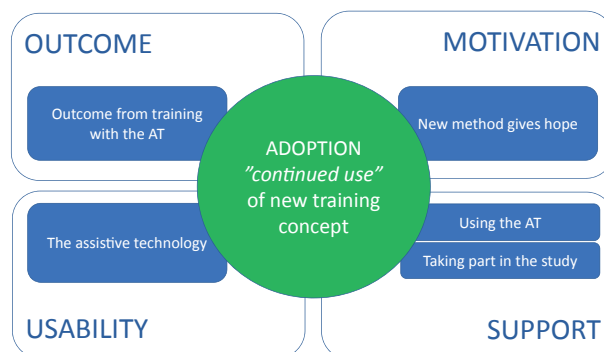 OUTCOME
Outcome from training
with the AT
MOTIVATION
New method gives hope
ADOPTION
"continued use"
of new training
concept
The assistive technology
USABILITY
Using the AT
Taking part in the study
SUPPORT